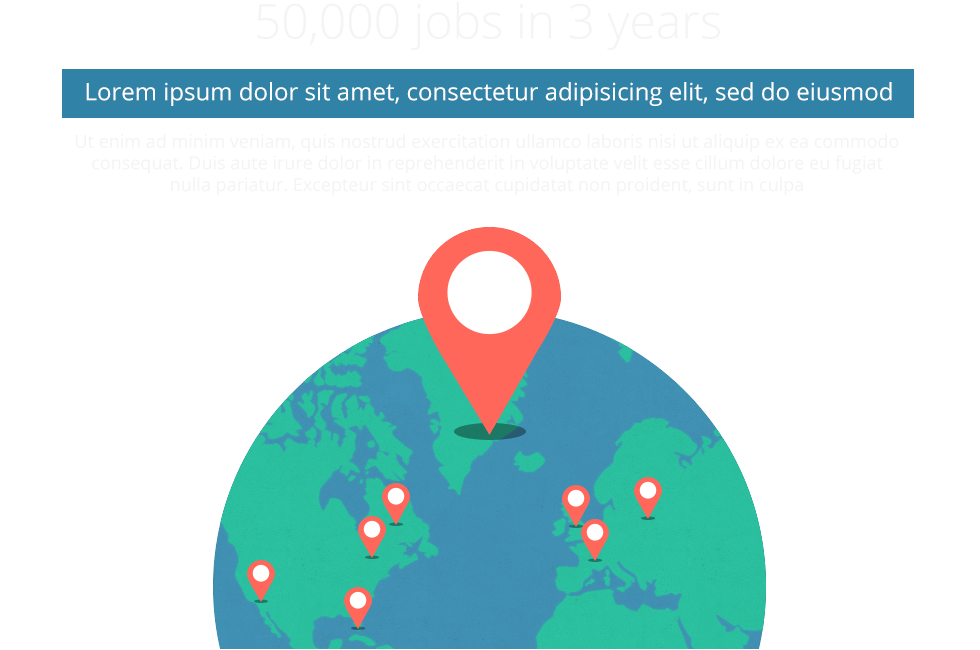 50,000 jobs in 3 years
Lorem ipsum dolor sit amet, consectetur adipisicing elit, sed do eiusmod
Ut enim ad minim veniam, quis nostrud exercitation ullamco laboris nisi ut aliquip ex ea commodo
consequat. Duis aute irure dolor in reprehenderit in voluptate velit esse cillum dolore eu fugiat
nulla pariatur. Excepteur sint occaecat cupidatat non proident, sunt in culpa